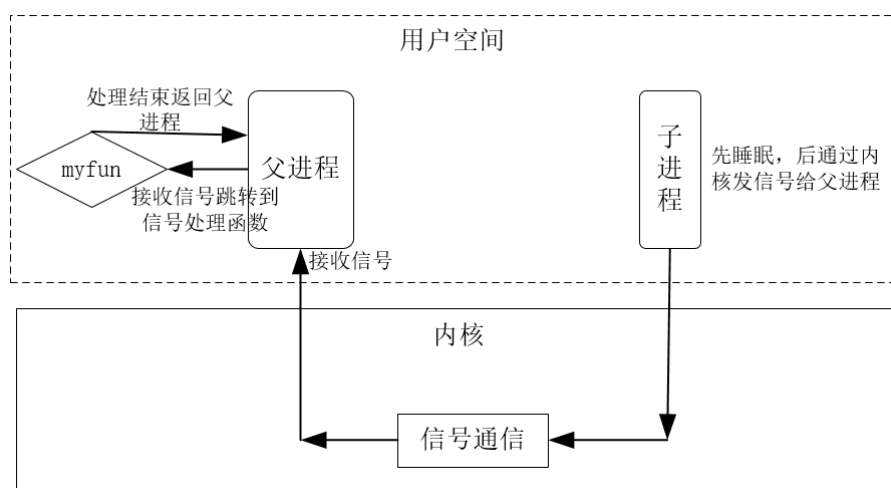 用户空间
处理结束返回父
进程
myfun
父进程
接收信号跳转到
信号处理函数
接收信号
子
进
程
先睡眠，后通过内
核发信号给父进程
内核
信号通信